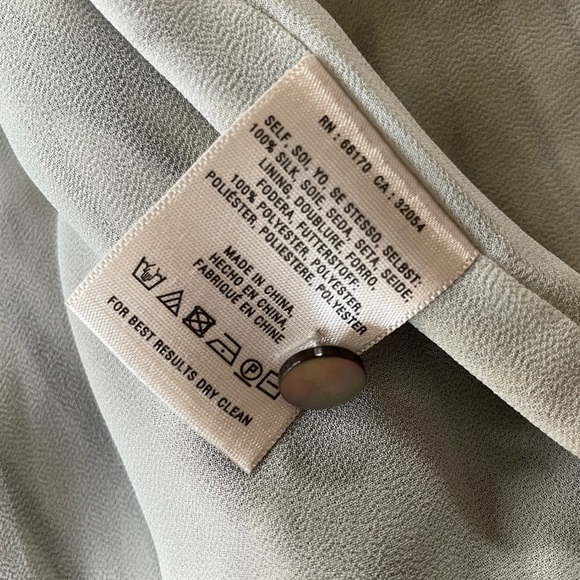 RN: 66170 CA: 32054
SELF, SOI, YO, SE STESSO, SELBST:
100% SILK, SOIE, SEDA, SETA, SEIDE.
LINING, DOUBLURE, FORRO,
FODERA, FUTTERSTOFF:
100% POLYESTER, POLYESTER,
POLIÉSTER, POLIESTERE, POLYESTER
MADE IN CHINA,
HECHO EN CHINA,
FABRIQUE EN CHINE
P
FOR BEST RESULTS DRY CLEAN